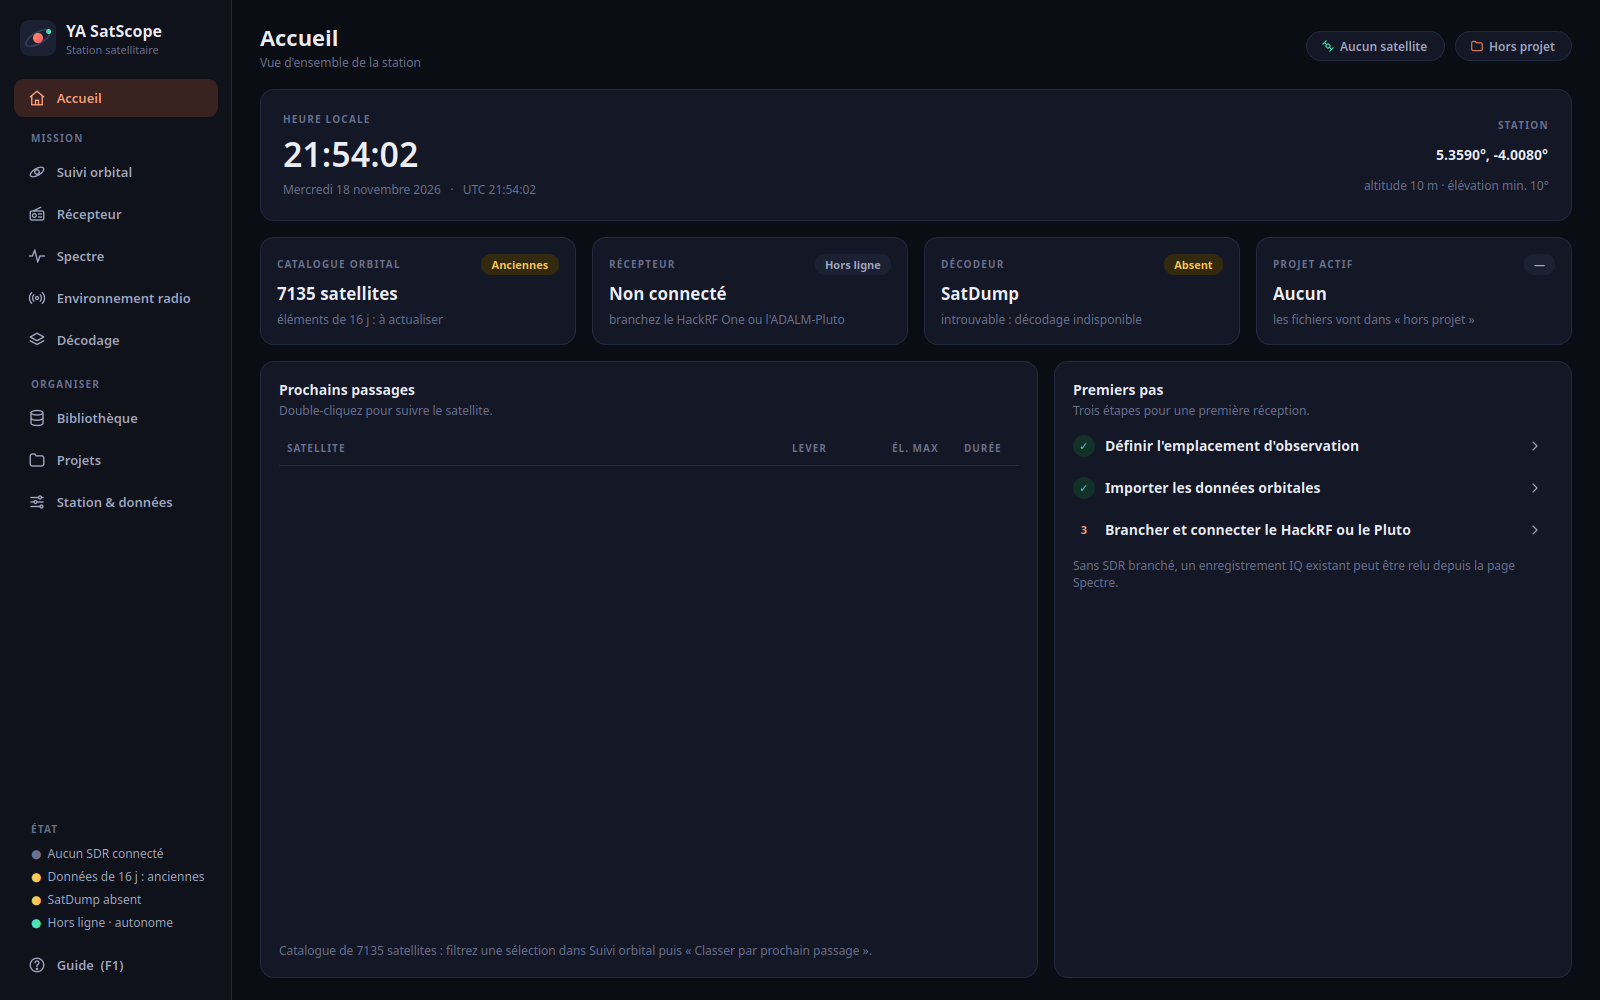 YA SatScope
Station satellitaire
Accueil
MISSION
Suivi orbital
Récepteur
Spectre
Environnement radio
Décodage
ORGANISER
Bibliothèque
Projets
Station & données
ÉTAT
Aucun SDR connecté
Données de 16 j : anciennes
SatDump absent
Hors ligne · autonome
Guide (F1)
Accueil
Vue d'ensemble de la station
Aucun satellite
Hors projet
HEURE LOCALE
21:54:02
Mercredi 18 novembre 2026 · UTC 21:54:02
STATION
5.3590°, -4.0080°
altitude 10 m · élévation min. 10°
CATALOGUE ORBITAL
Anciennes
7135 satellites
éléments de 16 j : à actualiser
RÉCEPTEUR
Hors ligne
Non connecté
branchez le HackRF One ou l'ADALM-Pluto
DÉCODEUR
Absent
SatDump
introuvable : décodage indisponible
PROJET ACTIF
—
Aucun
les fichiers vont dans « hors projet »
Prochains passages
Double-cliquez pour suivre le satellite.
SATELLITE LEVER ÉL. MAX DURÉE
Catalogue de 7135 satellites : filtrez une sélection dans Suivi orbital puis « Classer par prochain passage ».
Premiers pas
Trois étapes pour une première réception.
✓ Définir l'emplacement d'observation
✓ Importer les données orbitales
3 Brancher et connecter le HackRF ou le Pluto
Sans SDR branché, un enregistrement IQ existant peut être relu depuis la page
Spectre.